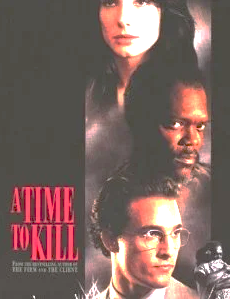 A TIME
TO KILL
FROM THE BESTSELLING AUTHOR OF
THE FIRM AND THE CLIENT